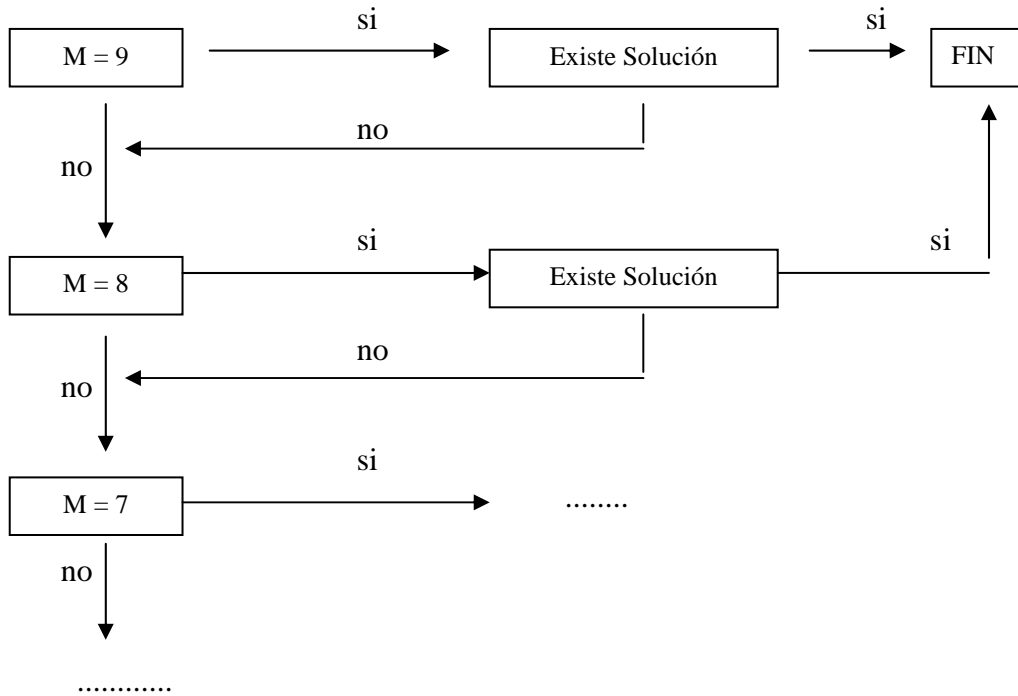 si
si
M = 9
Existe Solución
FIN
no
no
si
si
M = 8
Existe Solución
no
no
si
M = 7
........
no
............